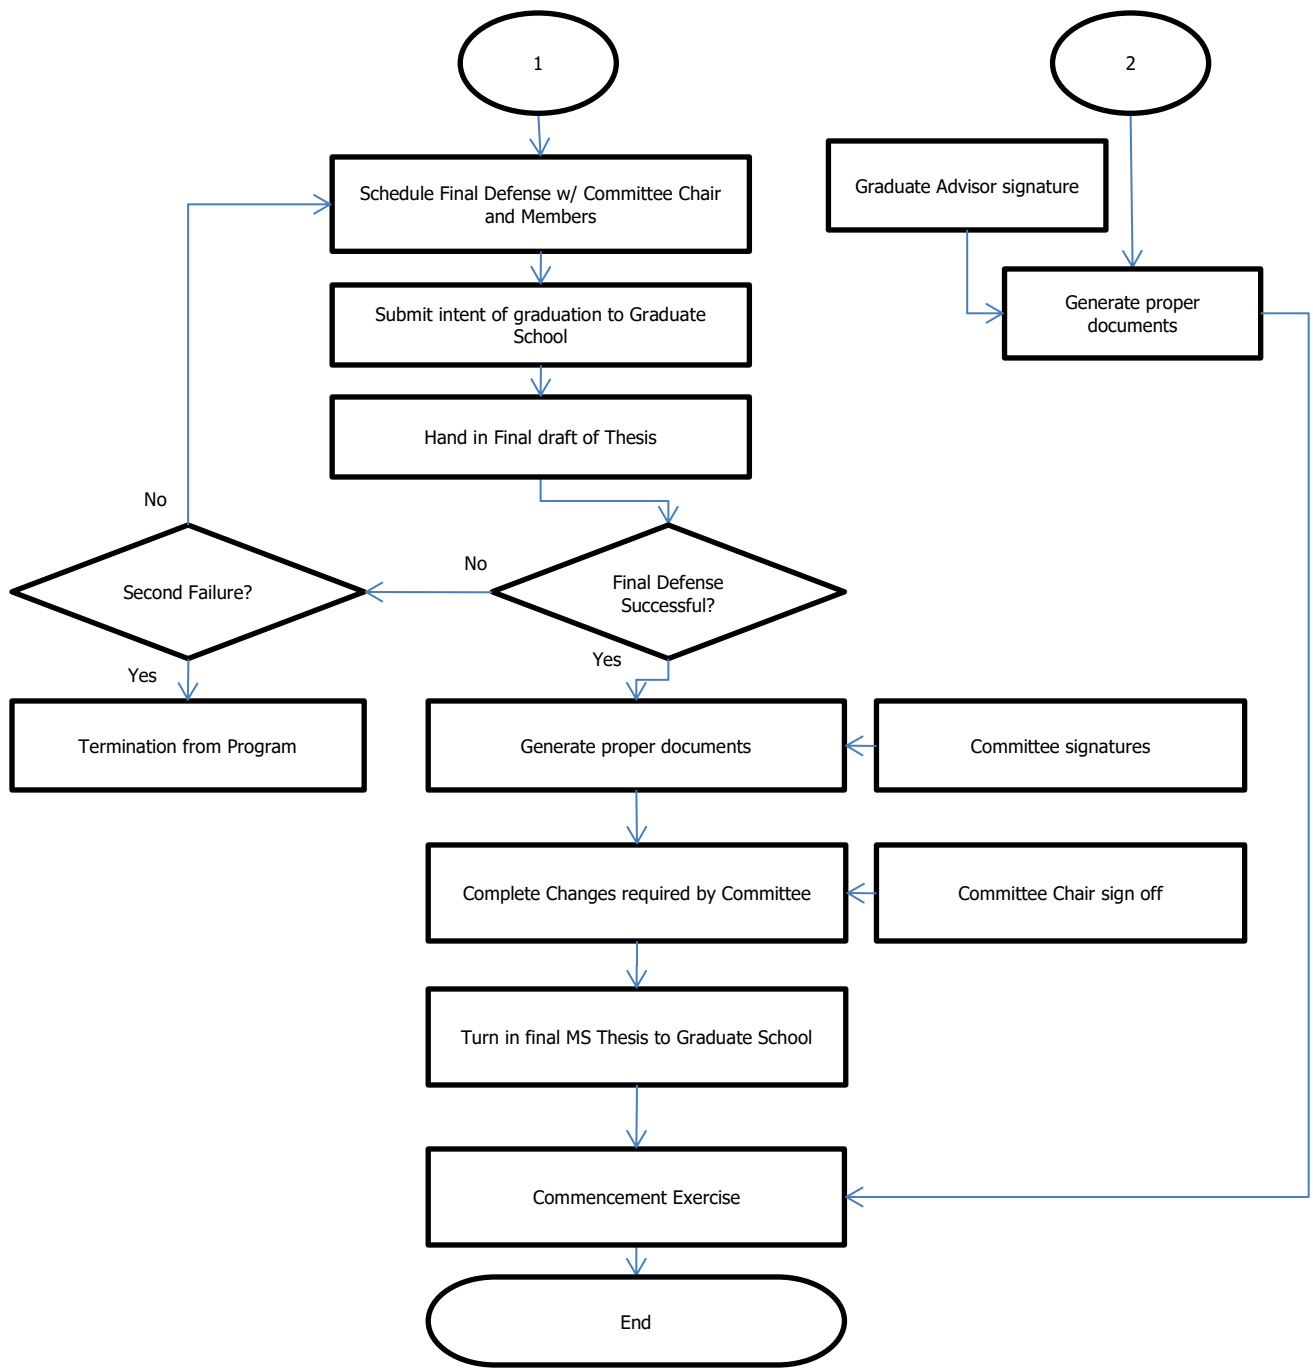 1
2
Graduate Advisor signature
Schedule Final Defense w/ Committee Chair
and Members
Generate proper
documents
Submit intent of graduation to Graduate
School
Hand in Final draft of Thesis
No
No
Second Failure?
Final Defense
Successful?
Yes
Yes
Termination from Program
Generate proper documents
Committee signatures
Complete Changes required by Committee
Committee Chair sign off
Turn in final MS Thesis to Graduate School
Commencement Exercise
End